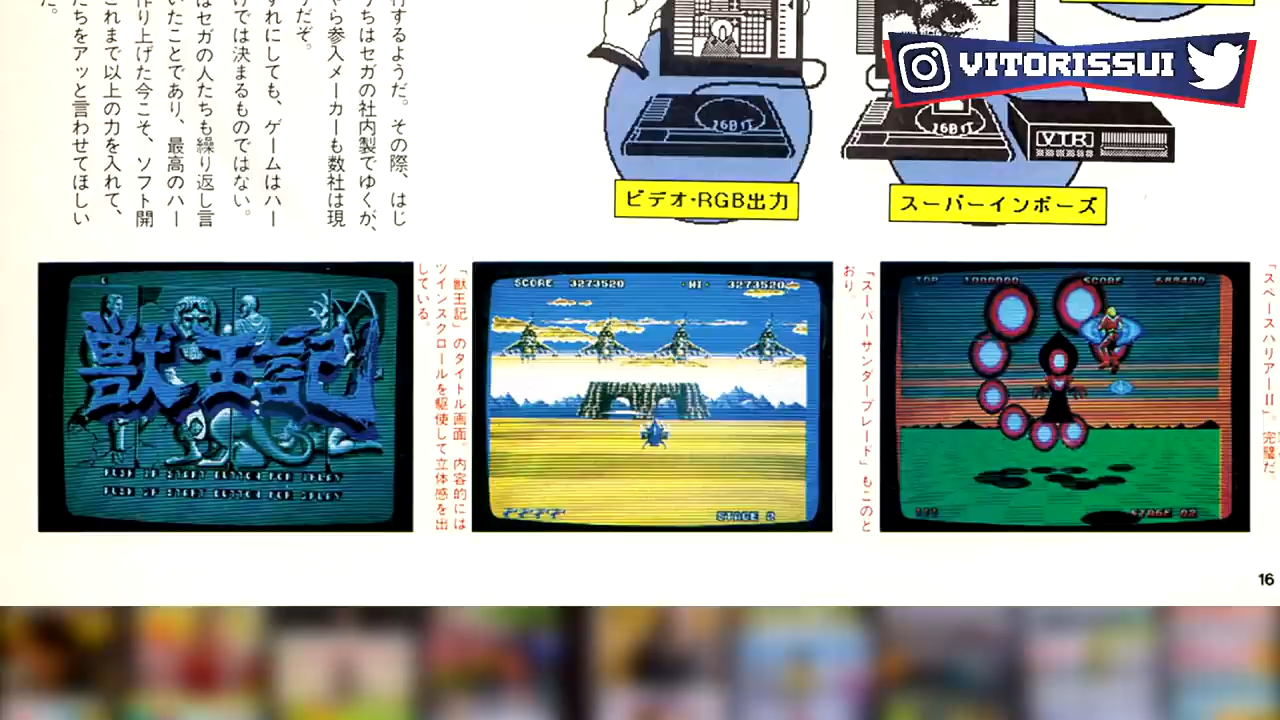 VITORISSUI
行するようだ。その際、はじ
うちはセガの社内製でゆくが、
やら参入メーカーも数社は現
うだぞ。
ずれにしても、ゲームはハー
けでは決まるものではない。
はセガの人たちも繰り返し言
いたことであり、最高のハー
作り上げた今こそ、ソフト開
これまで以上の力を入れて、
たちをアッと言わせてほしい
だ。
16BIT
16BIT
VTR
ビデオ・RGB出力
スーパーインポーズ
獣王記
「獣王記」のタイトル画面。内容的には
ツインスクロールを駆使して立体感を出
している。
SCORE 3273520 ·HI· 3273520
STAGE 2
「スーパーサンダーブレード」もこのと
おり。
TOP 1000000 SCORE
STAGE 02
「スペースハリアーII」。完璧だ。
16